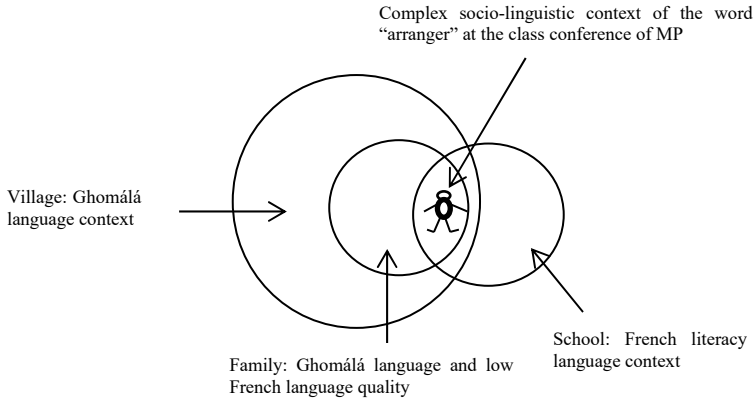 Complex socio-linguistic context of the word
“arranger” at the class conference of MP
Village: Ghomálá
language context
School: French literacy
language context
Family: Ghomálá language and low
French language quality